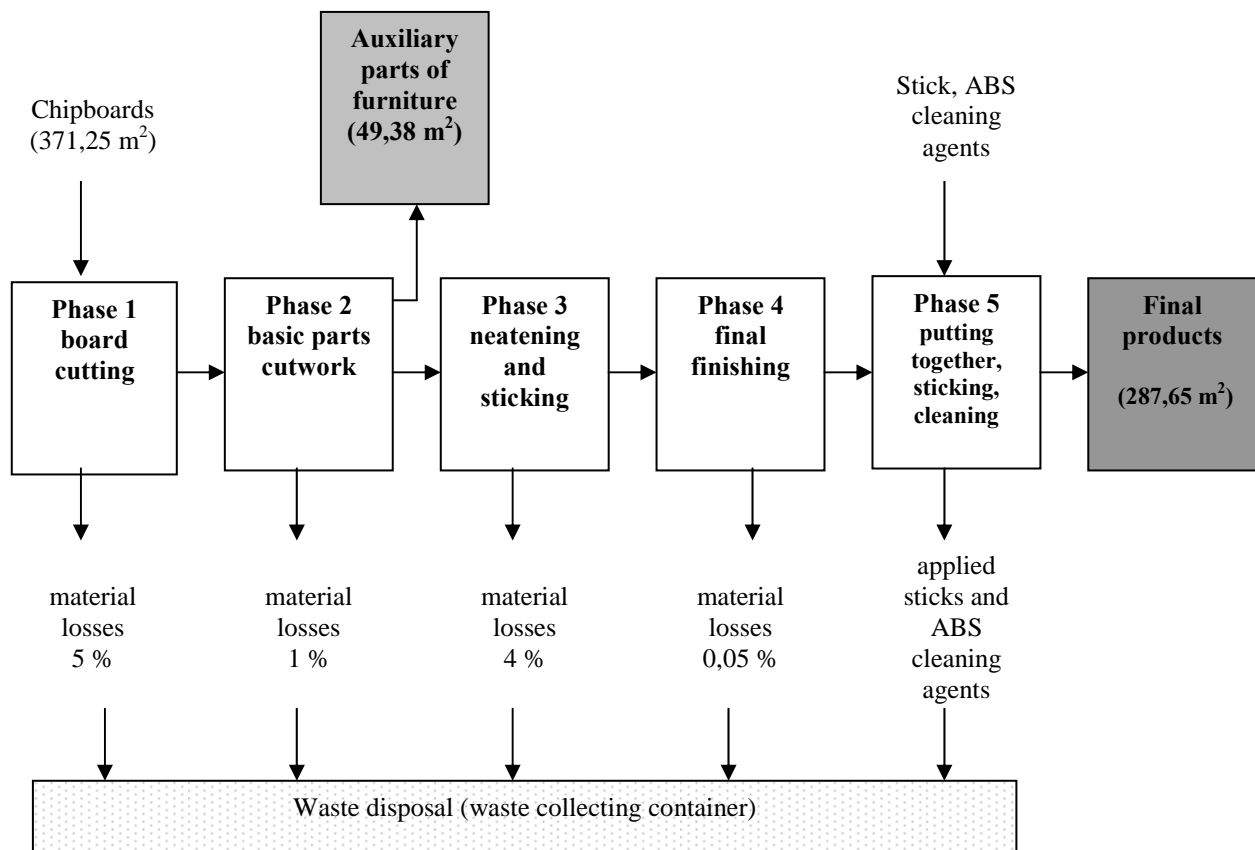 Auxiliary
parts of
furniture
(49,38 m²)
Chipboards
(371,25 m²)
Stick, ABS
cleaning
agents
Phase 1
board
cutting
Phase 2
basic parts
cutwork
Phase 3
neatening
and
sticking
Phase 4
final
finishing
Phase 5
putting
together,
sticking,
cleaning
Final
products
(287,65 m²)
material
losses
5 %
material
losses
1 %
material
losses
4 %
material
losses
0,05 %
applied
sticks and
ABS
cleaning
agents
Waste disposal (waste collecting container)